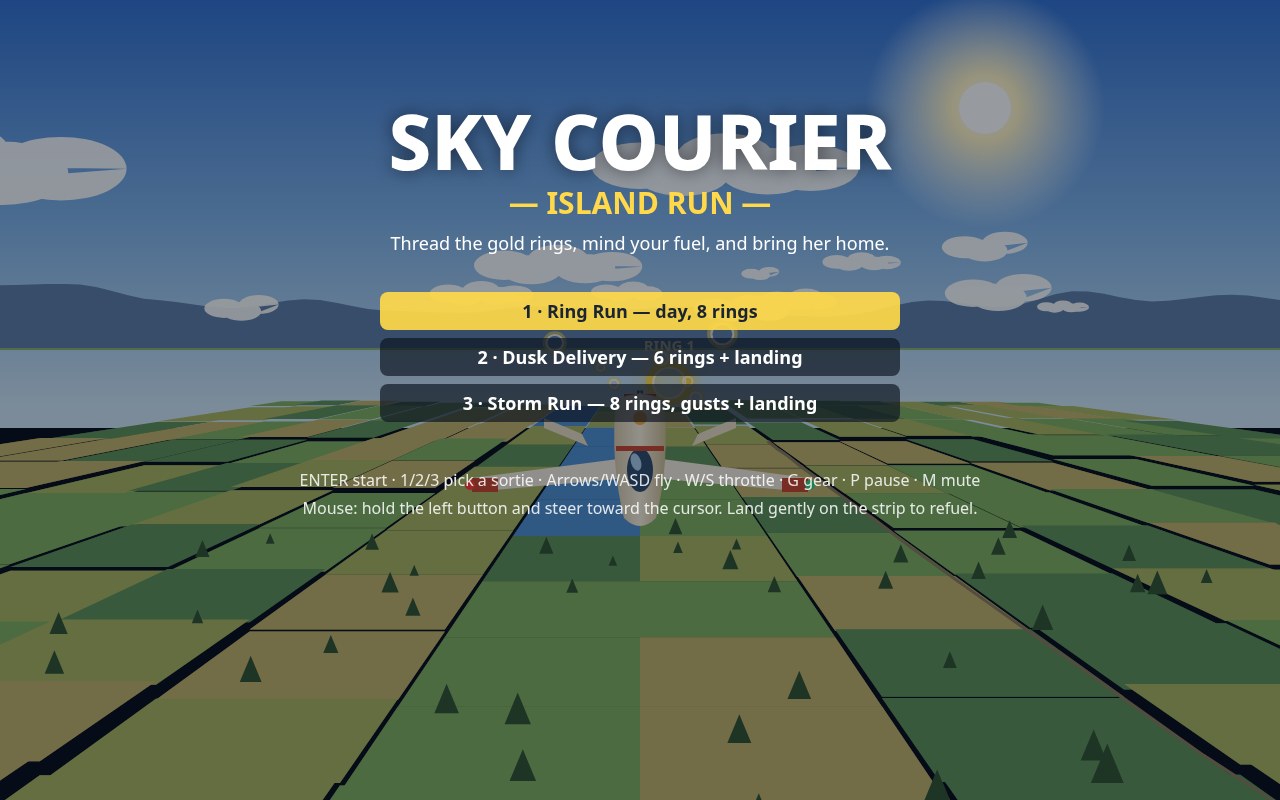 SKY COURIER
— ISLAND RUN —
Thread the gold rings, mind your fuel, and bring her home.
1 · Ring Run — day, 8 rings
RING 1
2 · Dusk Delivery — 6 rings + landing
3 · Storm Run — 8 rings, gusts + landing
ENTER start · 1/2/3 pick a sortie · Arrows/WASD fly · W/S throttle · G gear · P pause · M mute
Mouse: hold the left button and steer toward the cursor. Land gently on the strip to refuel.